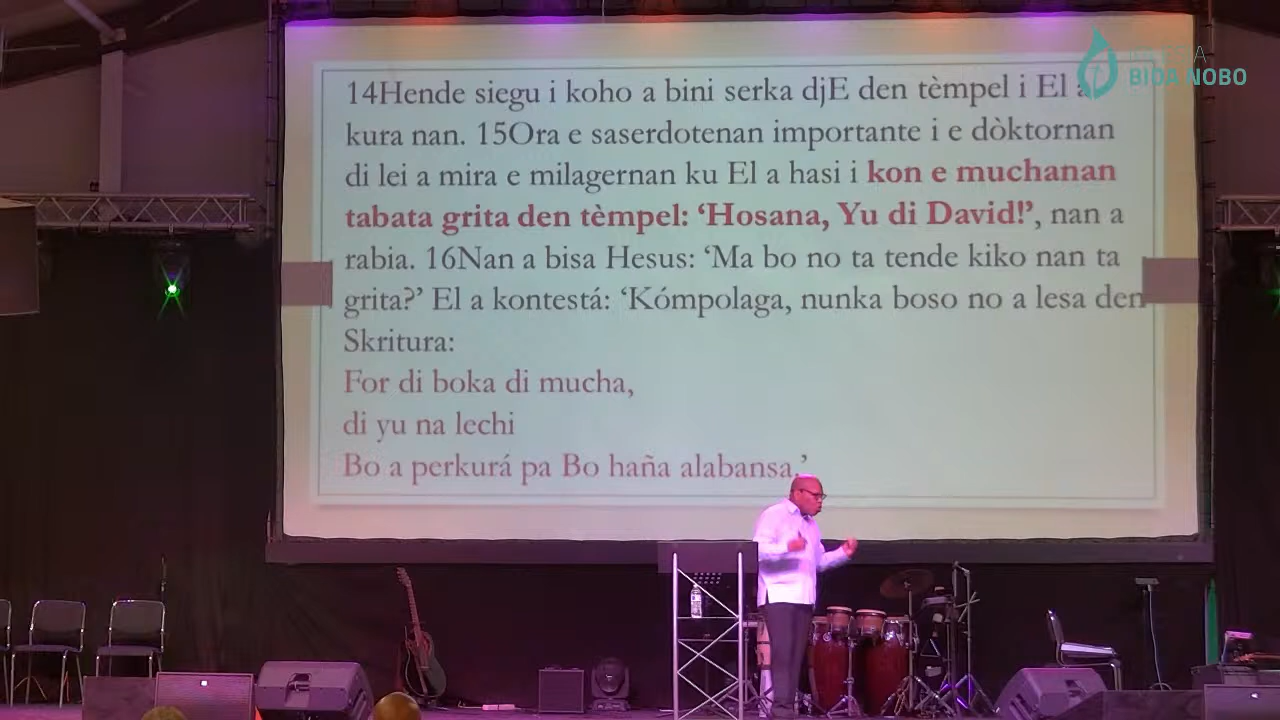 14Hende siegu i koho a bini serka djE den tèmpel i El a
kura nan. 15Ora e saserdotenan importante i e dòktornan
di lei a mira e milagernan ku El a hasi i kon e muchanan
tabata grita den tèmpel: ‘Hosana, Yu di David!’, nan a
rabia. 16Nan a bisa Hesus: ‘Ma bo no ta tende kiko nan ta
grita?’ El a kontestá: ‘Kómpolaga, nunka boso no a lesa den
Skritura:
For di boka di mucha,
di yu na lechi
Bo a perkurá pa Bo haña alabansa.’
BIDA NOBO